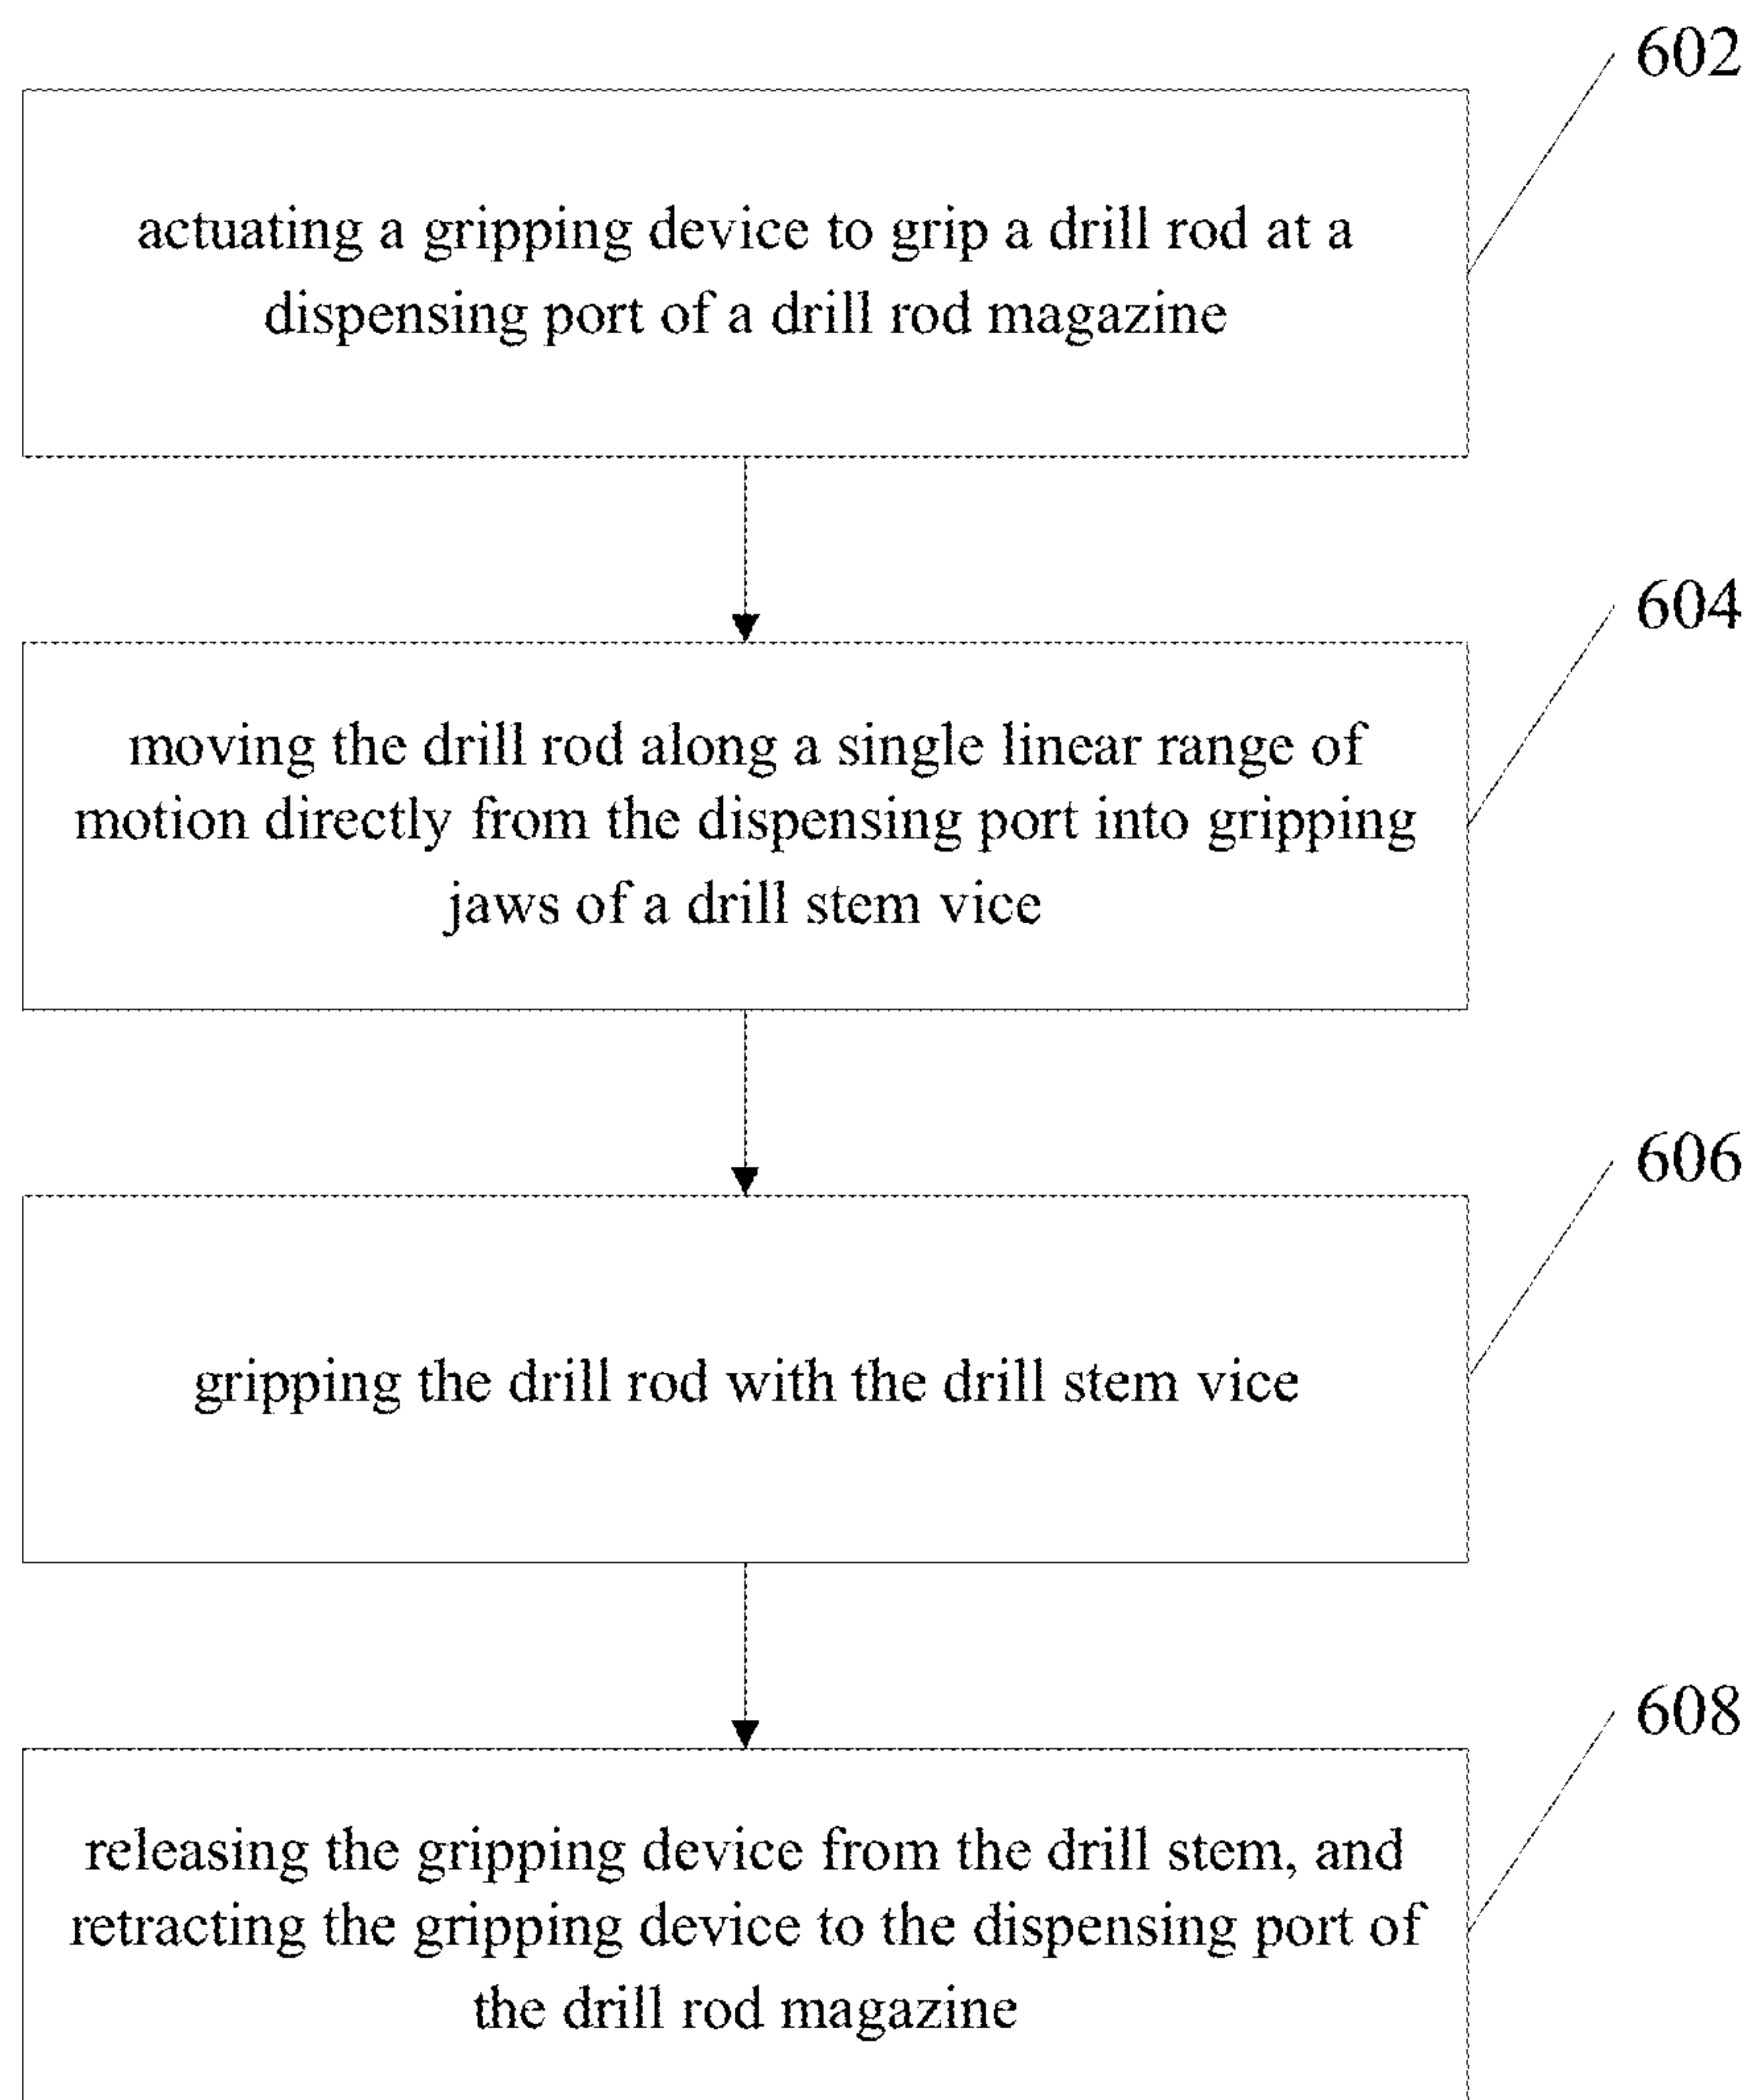 602
actuating a gripping device to grip a drill rod at a
dispensing port of a drill rod magazine
604
moving the drill rod along a single linear range of
motion directly from the dispensing port into gripping
jaws of a drill stem vice
606
gripping the drill rod with the drill stem vice
608
releasing the gripping device from the drill stem, and
retracting the gripping device to the dispensing port of
the drill rod magazine